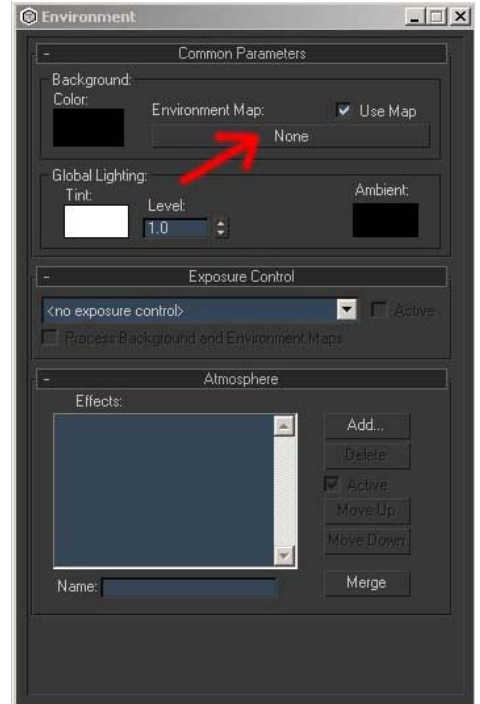 Environment
- Common Parameters
Background:
Color:
Environment Map: Use Map
None
Global Lighting:
Tint: Level: Ambient:
1.0
- Exposure Control
<no exposure control> Active
Process Background and Environment Maps
- Atmosphere
Effects:
Add...
Delete
Active
Move Up
Move Down
Name: Merge